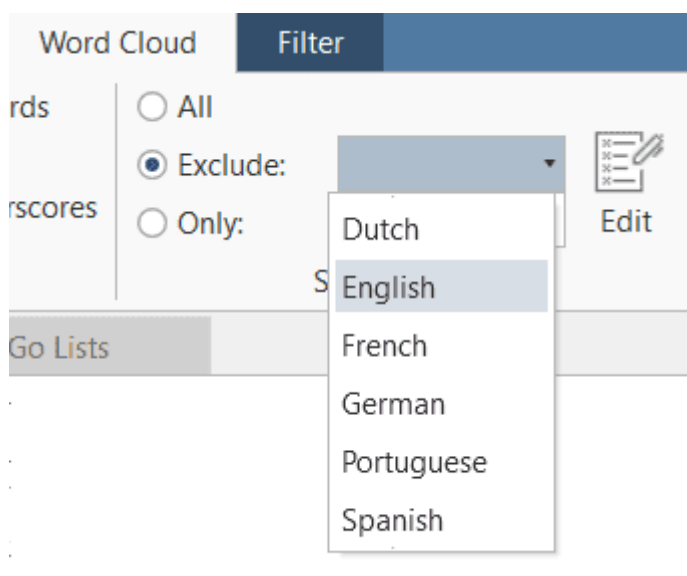 Word Cloud Filter
rds All
Exclude:
rscores Only: Edit
Dutch
S English
Go Lists French
German
Portuguese
Spanish